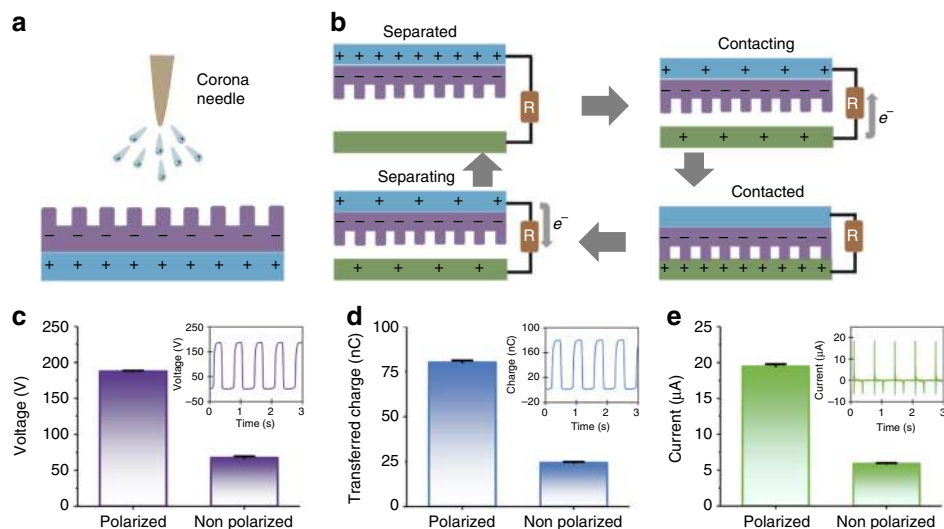 a
Corona
needle
b
Separated
+ + + + + + + + +
− − − − − − − − −
R
Contacting
+ + + +
− − − − − − − − −
R
e−
+ + + +
Separating
+ + + +
− − − − − − − − −
R
e−
+ + + +
Contacted
− − − − − − − − −
R
+ + + + + + + + +
− − − − − − − −
+ + + + + + + +
c
Voltage (V)
250
200
150
100
50
0
Polarized
Non polarized
Voltage (V)
250
150
50
−50
0 1 2 3
Time (s)
d
Transferred charge (nC)
100
75
50
25
0
Polarized
Non polarized
Charge (nC)
100
60
20
−20
0 1 2 3
Time (s)
e
Current (μA)
25
20
15
10
5
0
Polarized
Non polarized
Current (μA)
20
10
0
−10
0 1 2 3
Time (s)